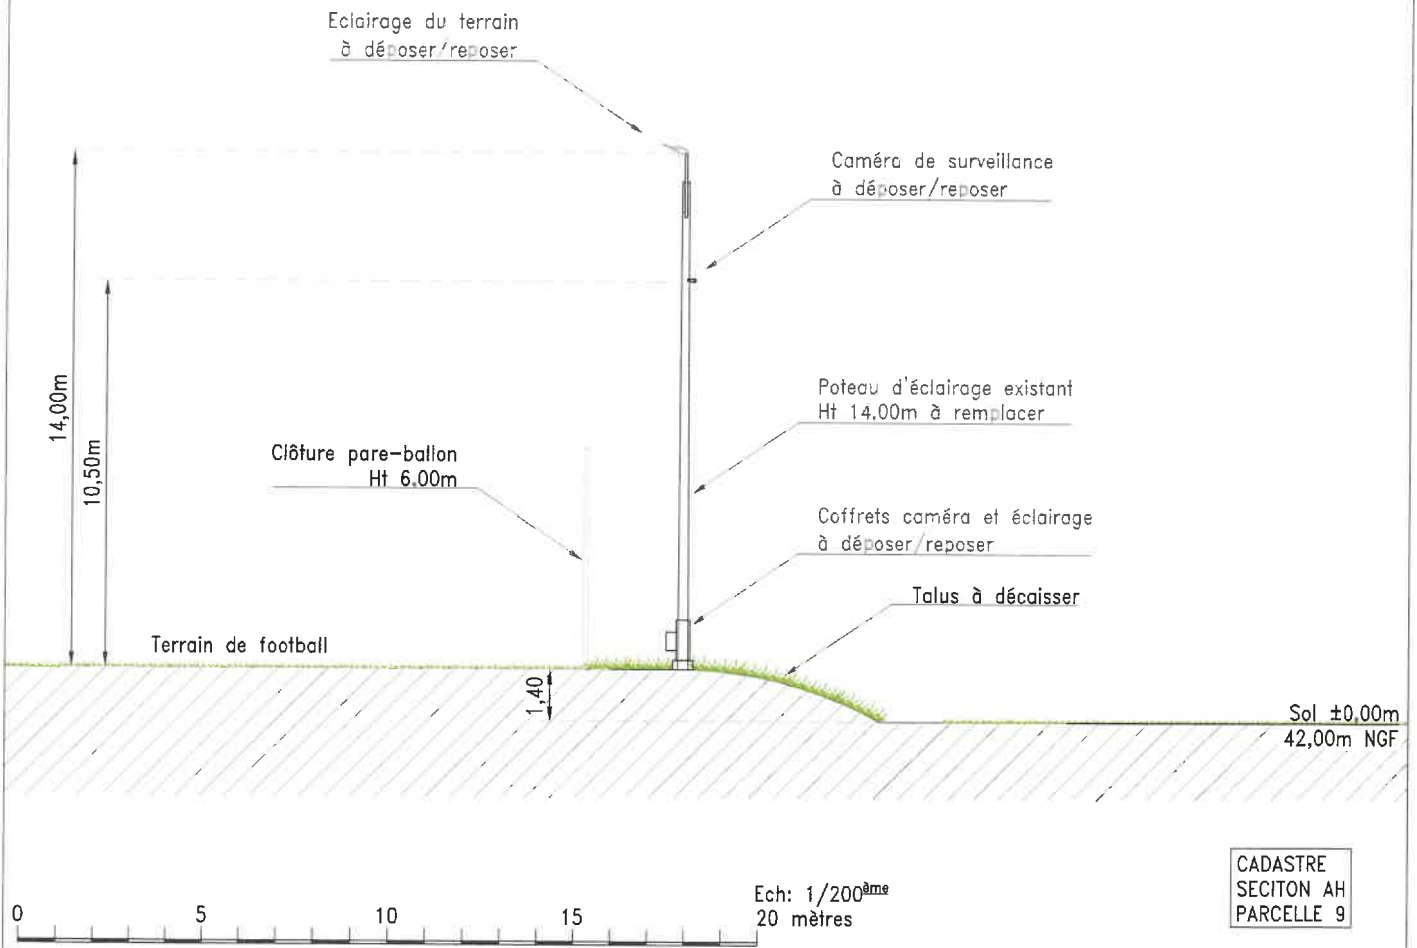 Eclairage du terrain
à déposer/reposer
Caméra de surveillance
à déposer/reposer
14,00m
10,50m
Poteau d'éclairage existant
Ht 14.00m à remplacer
Clôture pare-ballon
Ht 6.00m
Coffrets caméra et éclairage
à déposer/reposer
Talus à décaisser
Terrain de football
1,40
Sol ±0,00m
42,00m NGF
CADASTRE
SECITON AH
PARCELLE 9
Ech: 1/200ème
0 5 10 15 20 mètres